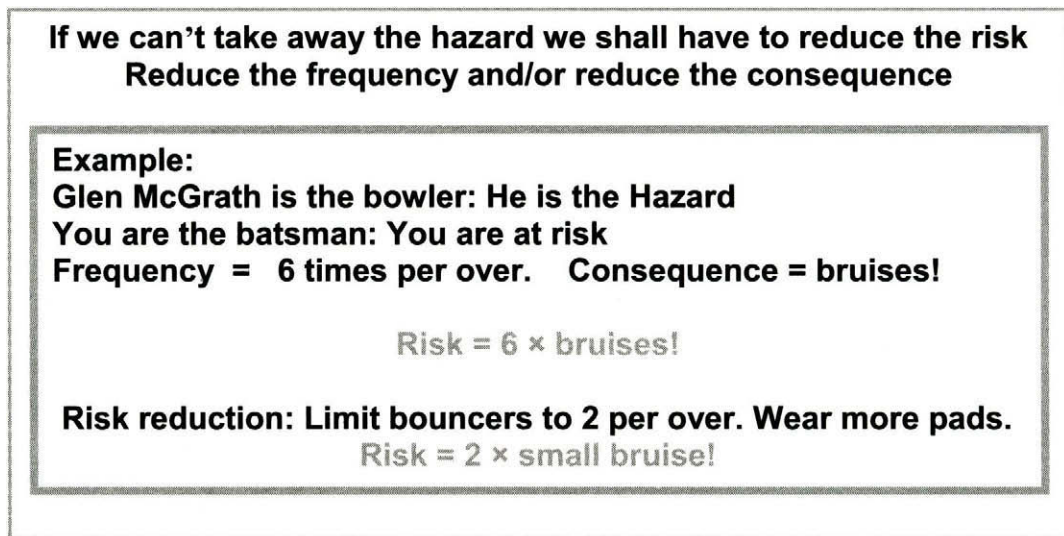 If we can’t take away the hazard we shall have to reduce the risk
Reduce the frequency and/or reduce the consequence
Example:
Glen McGrath is the bowler: He is the Hazard
You are the batsman: You are at risk
Frequency = 6 times per over. Consequence = bruises!
Risk = 6 × bruises!
Risk reduction: Limit bouncers to 2 per over. Wear more pads.
Risk = 2 × small bruise!